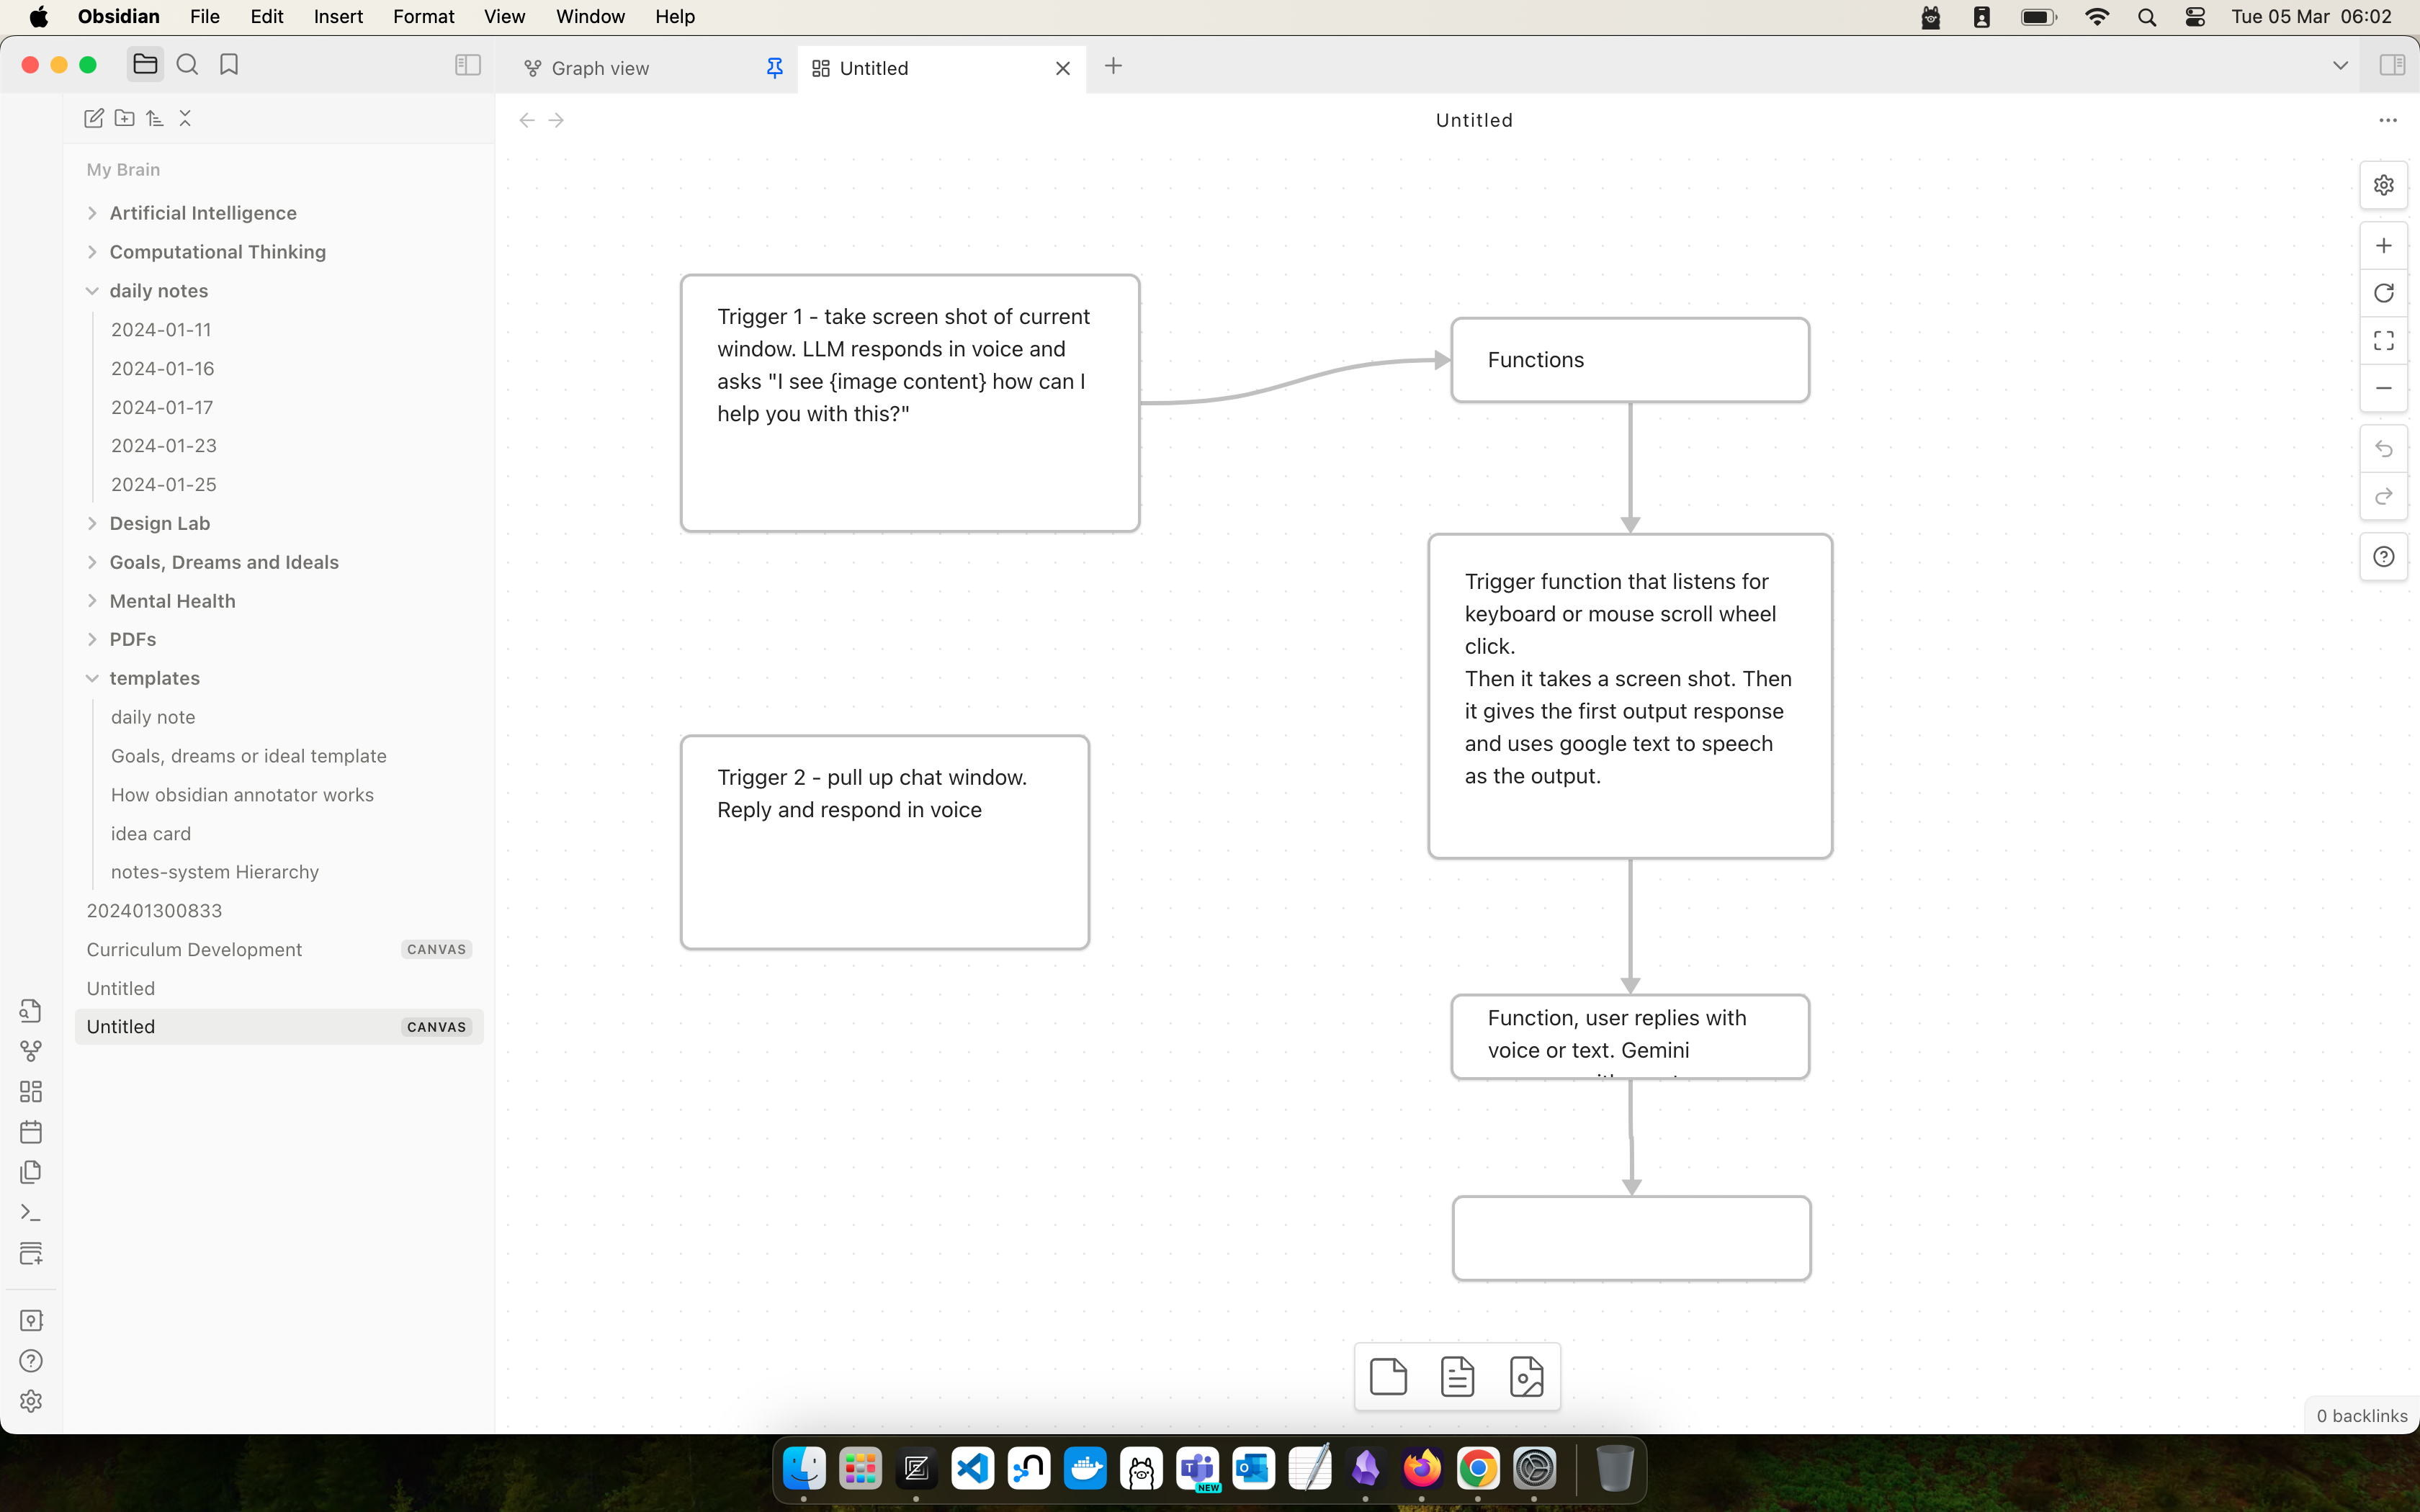 Obsidian File Edit Insert Format View Window Help Tue 05 Mar 06:02
Graph view
Untitled
Untitled
My Brain
Artificial Intelligence
Computational Thinking
daily notes
2024-01-11
2024-01-16
2024-01-17
2024-01-23
2024-01-25
Design Lab
Goals, Dreams and Ideals
Mental Health
PDFs
templates
daily note
Goals, dreams or ideal template
How obsidian annotator works
idea card
notes-system Hierarchy
202401300833
Curriculum Development CANVAS
Untitled
Untitled CANVAS
Trigger 1 - take screen shot of current
window. LLM responds in voice and
asks "I see {image content} how can I
help you with this?"
Trigger 2 - pull up chat window.
Reply and respond in voice
Functions
Trigger function that listens for
keyboard or mouse scroll wheel
click.
Then it takes a screen shot. Then
it gives the first output response
and uses google text to speech
as the output.
Function, user replies with
voice or text. Gemini
0 backlinks
NEW